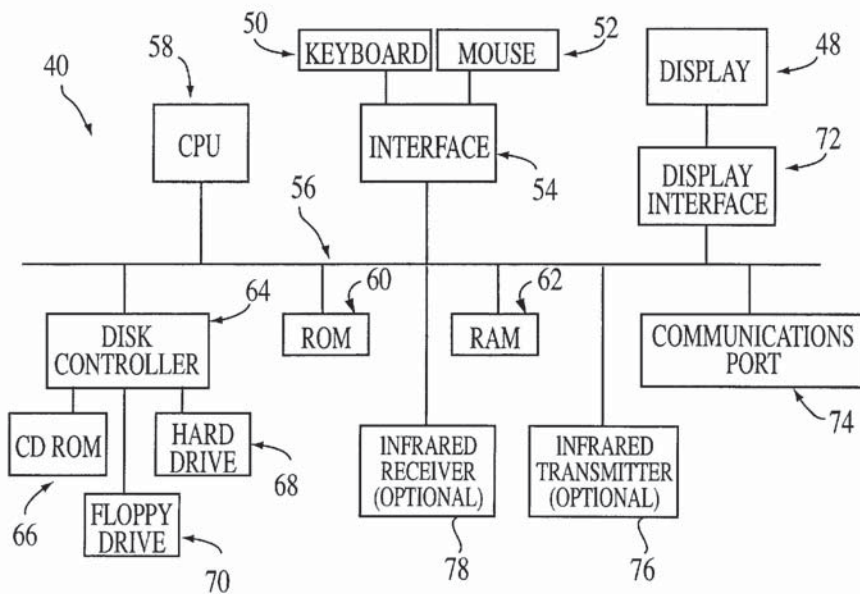 50
52
58
KEYBOARD
MOUSE
48
40
DISPLAY
CPU
INTERFACE
72
54
DISPLAY
INTERFACE
56
64
60
62
DISK
CONTROLLER
ROM
RAM
COMMUNICATIONS
PORT
74
CD ROM
HARD
DRIVE
INFRARED
RECEIVER
(OPTIONAL)
INFRARED
TRANSMITTER
(OPTIONAL)
68
66
FLOPPY
DRIVE
70
78
76